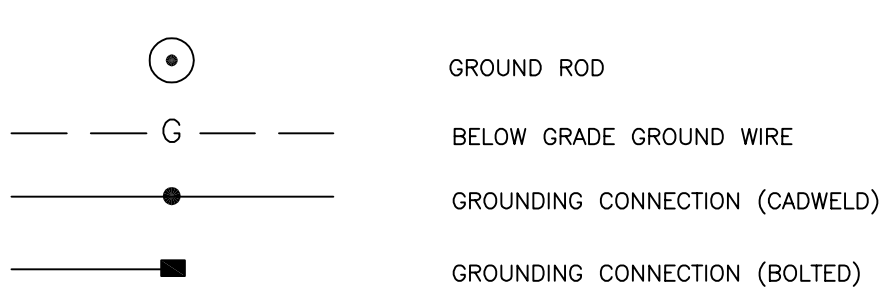 GROUND ROD
G BELOW GRADE GROUND WIRE
GROUNDING CONNECTION (CADWELD)
GROUNDING CONNECTION (BOLTED)